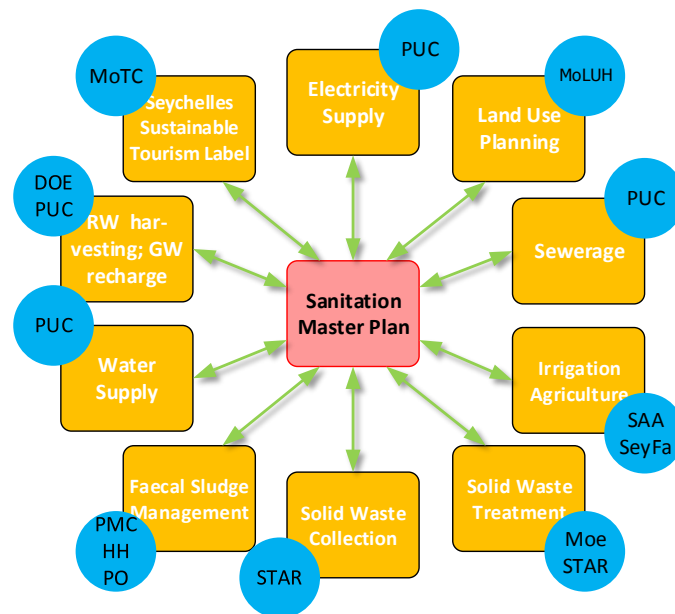 MoTC
Seychelles
Sustainable
Tourism Label
PUC
Electricity
Supply
MoLUH
Land Use
Planning
DOE
PUC
RW har-
vesting; GW
recharge
PUC
Sewerage
Sanitation
Master Plan
PUC
Water
Supply
Irrigation
Agriculture
SAA
SeyFa
Faecal Sludge
Management
PMC
HH
PO
Solid Waste
Collection
STAR
Solid Waste
Treatment
Moe
STAR